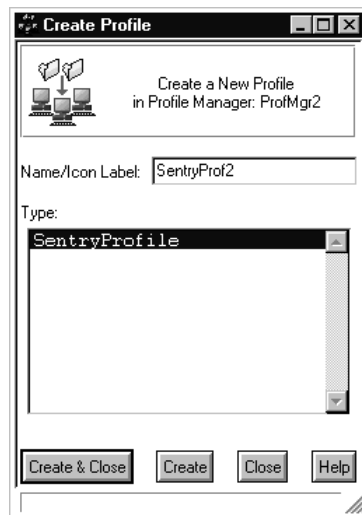 Create Profile
Create a New Profile
in Profile Manager: ProfMgr2
Name/Icon Label: SentryProf2
Type:
SentryProfile
Create & Close Create Close Help